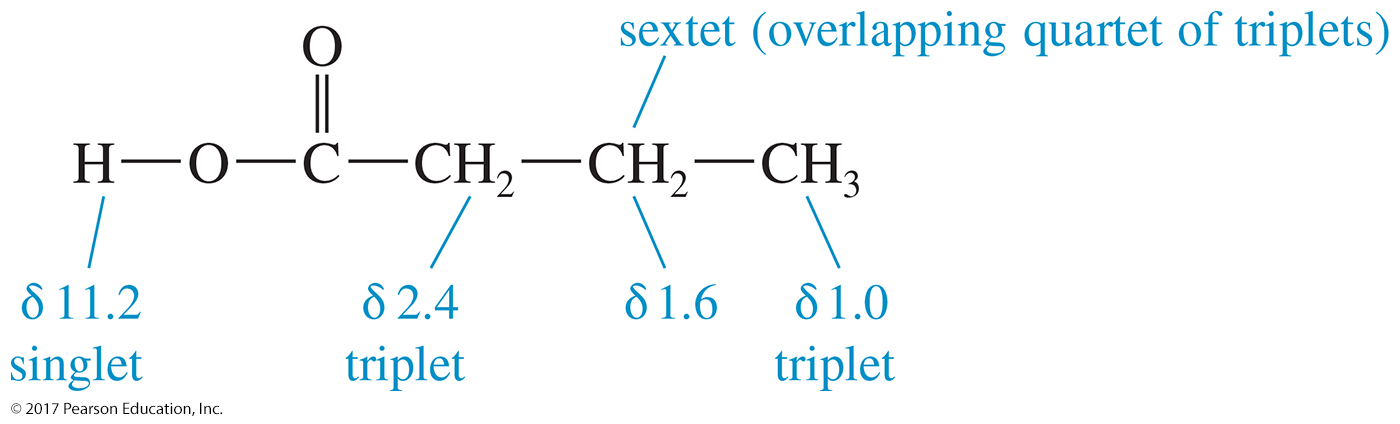 sextet (overlapping quartet of triplets)
O
H—O—C—CH₂—CH₂—CH₃
δ 11.2 δ 2.4 δ 1.6 δ 1.0
singlet triplet triplet
© 2017 Pearson Education, Inc.